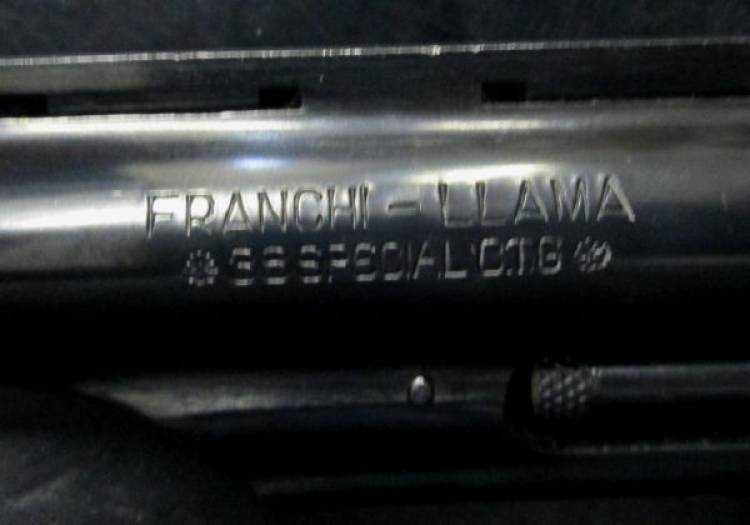 FRANCHI - LLAMA
38 SPECIAL CTG